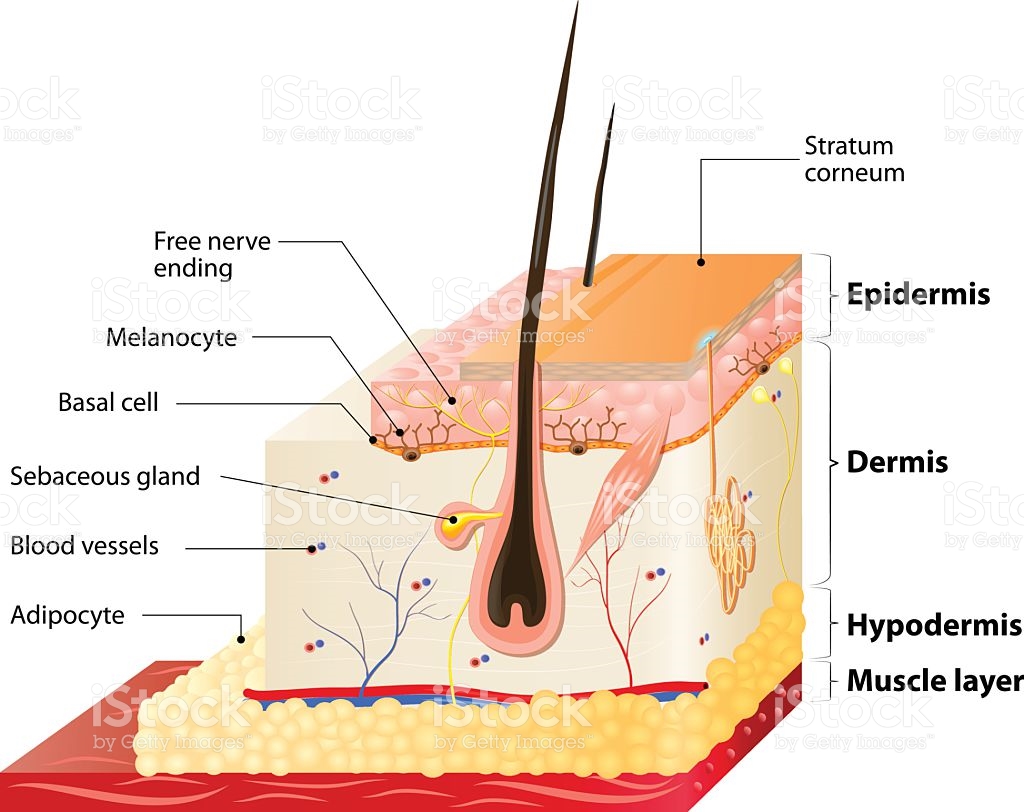 Stratum
corneum
Free nerve
ending
Epidermis
Melanocyte
Basal cell
Sebaceous gland
Dermis
Blood vessels
Adipocyte
Hypodermis
Muscle layer
iStock
by Getty Images™